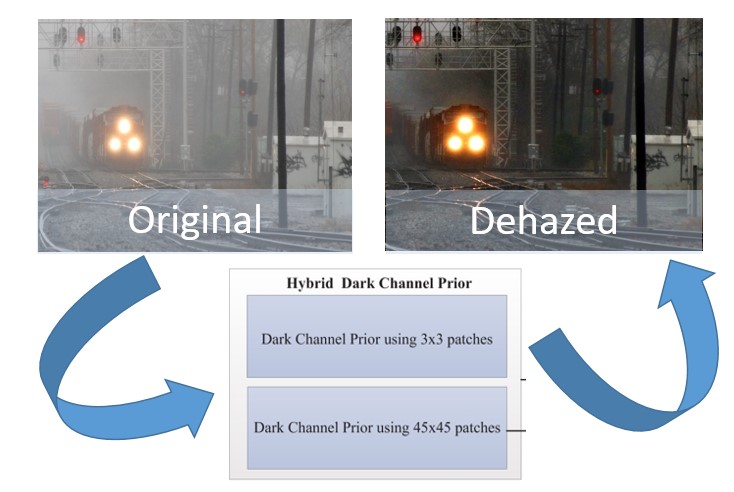 Original
Dehazed
Hybrid Dark Channel Prior
Dark Channel Prior using 3x3 patches
Dark Channel Prior using 45x45 patches